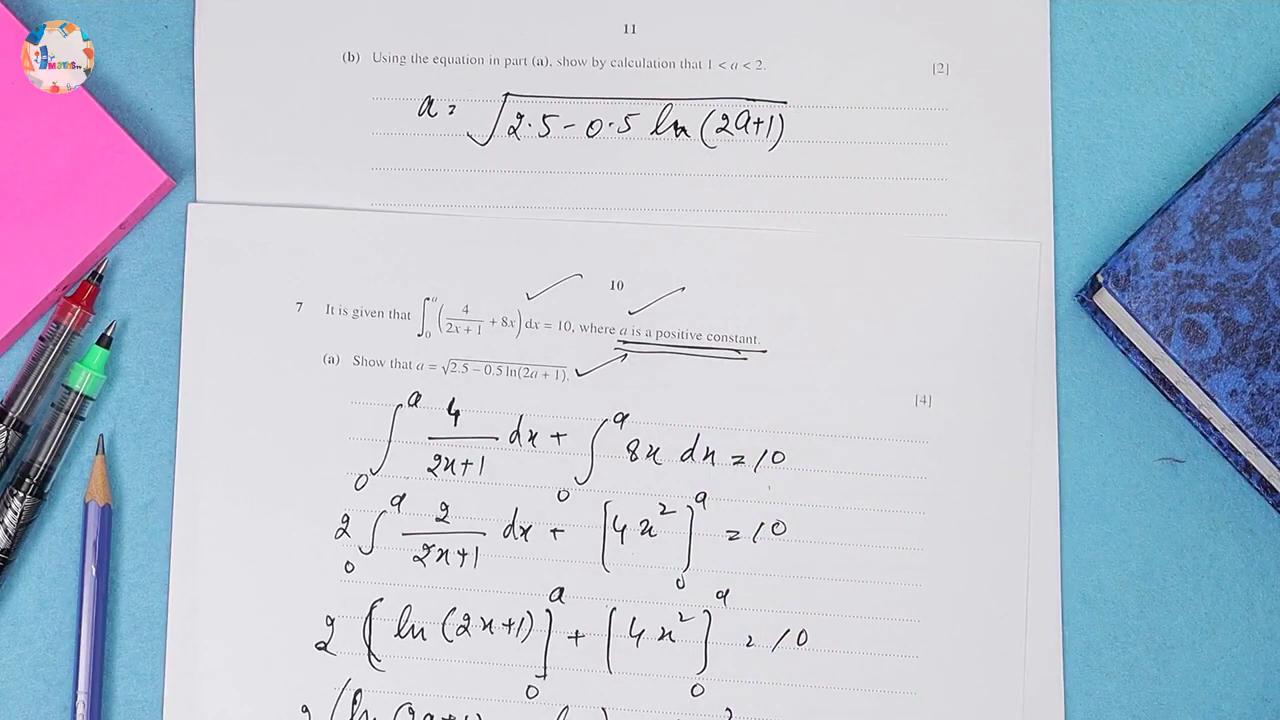 MATHS
11
(b) Using the equation in part (a), show by calculation that 1 < a < 2. [2]
a = √(2.5 - 0.5 ln (2a+1))
10
7 It is given that ∫₀ᵃ (4/(2x + 1) + 8x) dx = 10, where a is a positive constant.
(a) Show that a = √(2.5 − 0.5 ln(2a + 1)). [4]
∫₀ᵃ 4/(2x+1) dx + ∫₀ᵃ 8x dx = 10
2 ∫₀ᵃ 2/(2x+1) dx + [4x²]₀ᵃ = 10
2 [ln (2x+1)]₀ᵃ + [4x²]₀ᵃ = 10